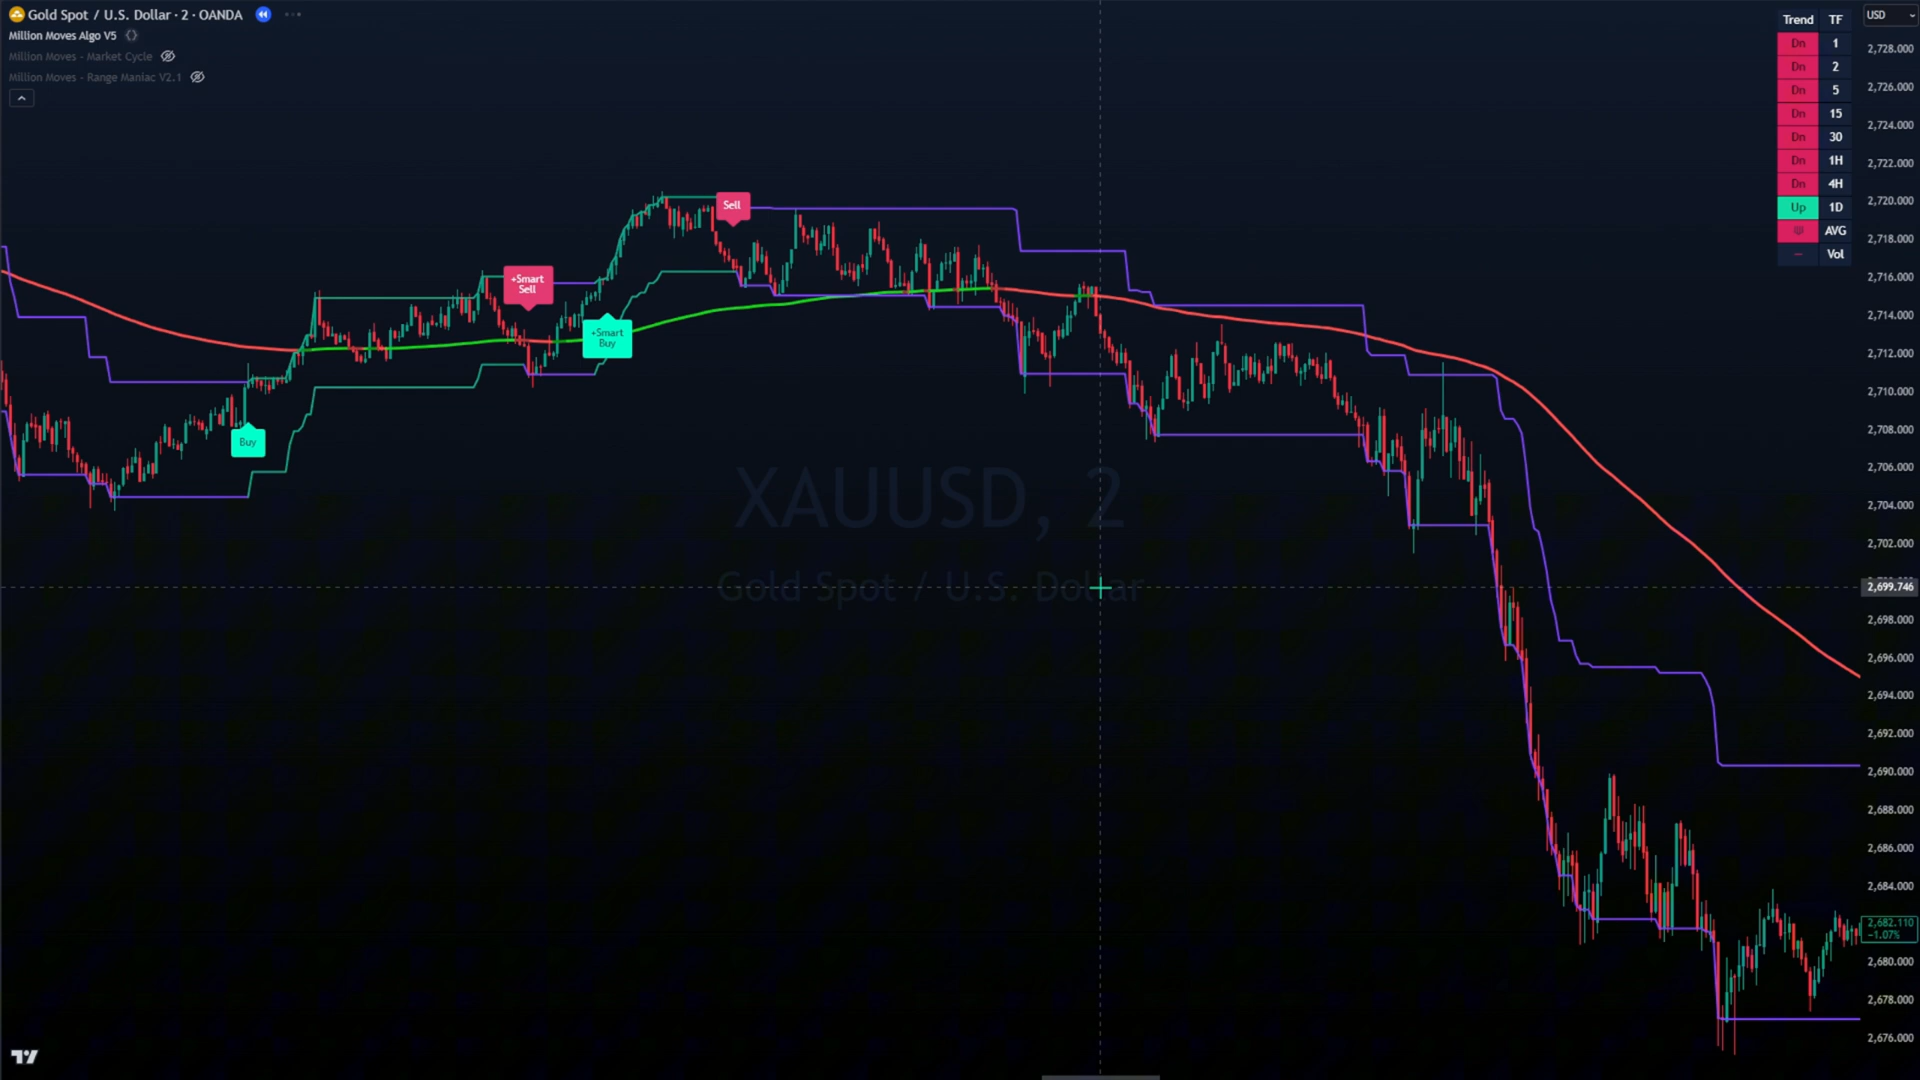 Gold Spot / U.S. Dollar · 2 · OANDA
Million Moves Algo V5
Million Moves - Market Cycle
Million Moves - Range Maniac V2.1
Trend TF
Dn 1
Dn 2
Dn 5
Dn 15
Dn 30
Dn 1H
Dn 4H
Up 1D
AVG
– Vol
USD
2,728.000
2,726.000
2,724.000
2,722.000
2,720.000
2,718.000
2,716.000
2,714.000
2,712.000
2,710.000
2,708.000
2,706.000
2,704.000
2,702.000
2,699.746
2,698.000
2,696.000
2,694.000
2,692.000
2,690.000
2,688.000
2,686.000
2,684.000
2,682.110
−1.07%
2,680.000
2,678.000
2,676.000
Buy
+Smart
Sell
+Smart
Buy
Sell
XAUUSD, 2
Gold Spot / U.S. Dollar